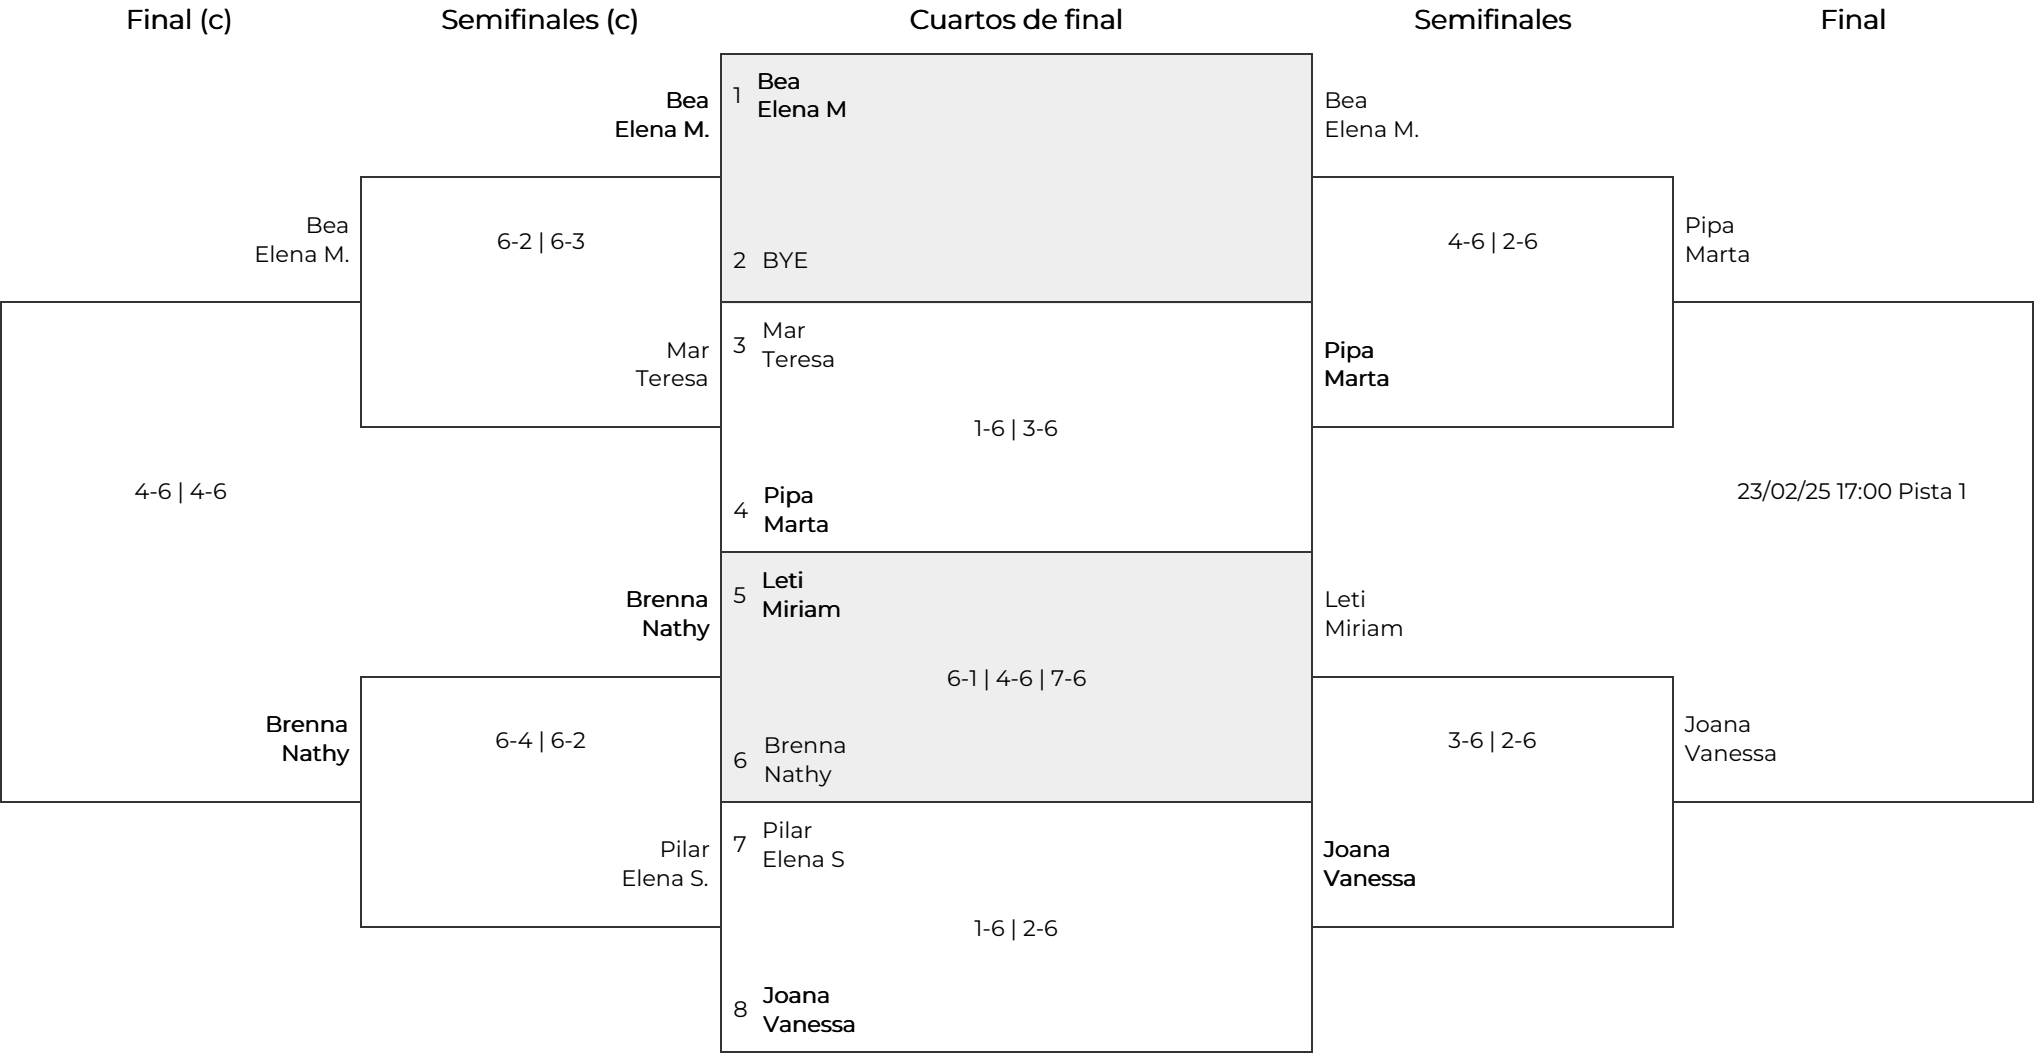 Final (c)
Semifinales (c)
Cuartos de final
Semifinales
Final
Bea
Elena M.
6-2 | 6-3
Mar
Teresa
Bea
Elena M.
4-6 | 4-6
Brenna
Nathy
Brenna
Nathy
6-4 | 6-2
Pilar
Elena S.
1
Bea
Elena M
2 BYE
3
Mar
Teresa
1-6 | 3-6
4
Pipa
Marta
5
Leti
Miriam
6-1 | 4-6 | 7-6
6
Brenna
Nathy
7
Pilar
Elena S
1-6 | 2-6
8
Joana
Vanessa
Bea
Elena M.
4-6 | 2-6
Pipa
Marta
Leti
Miriam
3-6 | 2-6
Joana
Vanessa
Pipa
Marta
23/02/25 17:00 Pista 1
Joana
Vanessa